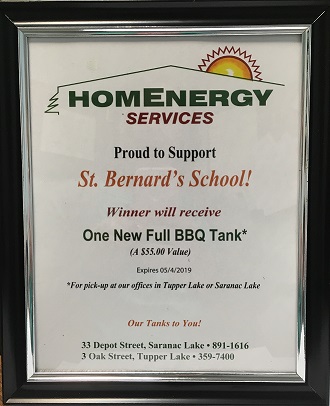 HOMENERGY
SERVICES
Proud to Support
St. Bernard's School!
Winner will receive
One New Full BBQ Tank*
(A $55.00 Value)
Expires 05/4/2019
*For pick-up at our offices in Tupper Lake or Saranac Lake
Our Tanks to You!
33 Depot Street, Saranac Lake • 891-1616
3 Oak Street, Tupper Lake • 359-7400